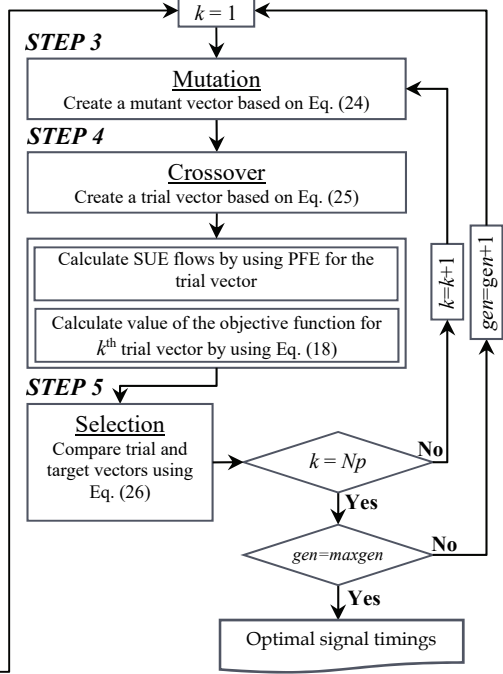 k = 1
STEP 3
Mutation
Create a mutant vector based on Eq. (24)
STEP 4
Crossover
Create a trial vector based on Eq. (25)
Calculate SUE flows by using PFE for the
trial vector
Calculate value of the objective function for
kth trial vector by using Eq. (18)
k=k+1
gen=gen+1
STEP 5
Selection
Compare trial and
target vectors using
Eq. (26)
k = Np
No
Yes
gen=maxgen
No
Yes
Optimal signal timings